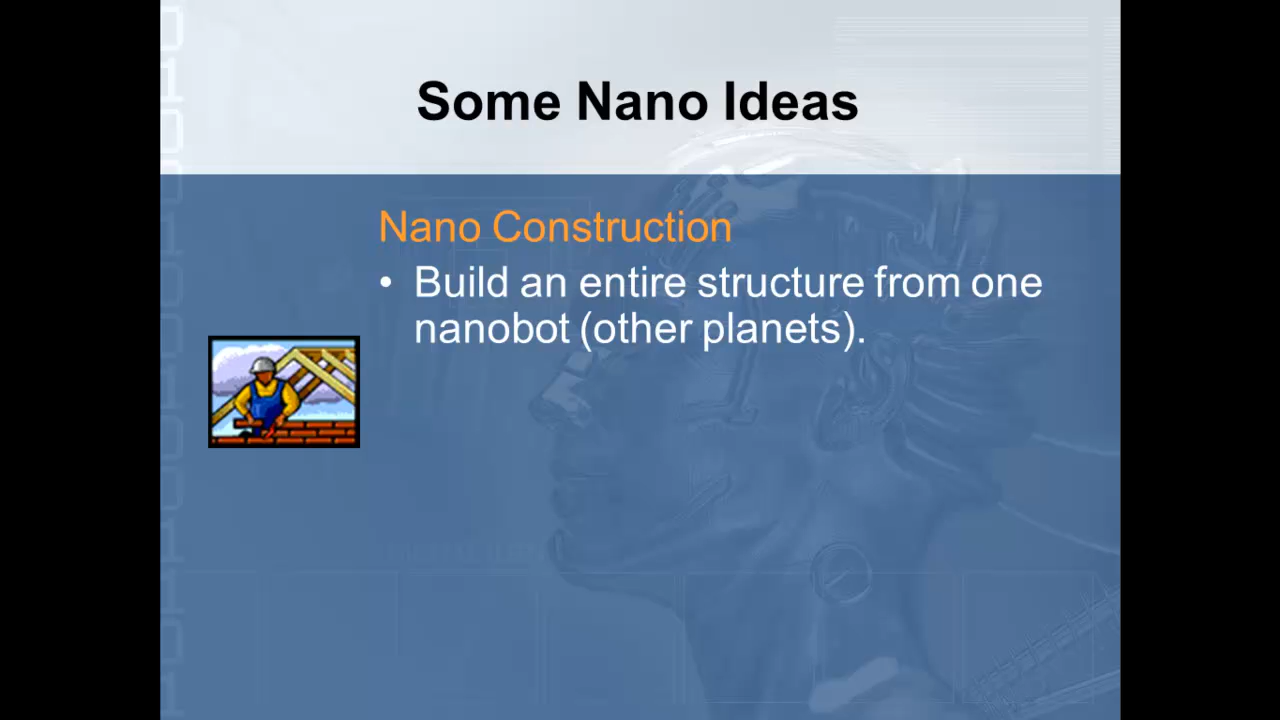 Some Nano Ideas
Nano Construction
• Build an entire structure from one
nanobot (other planets).